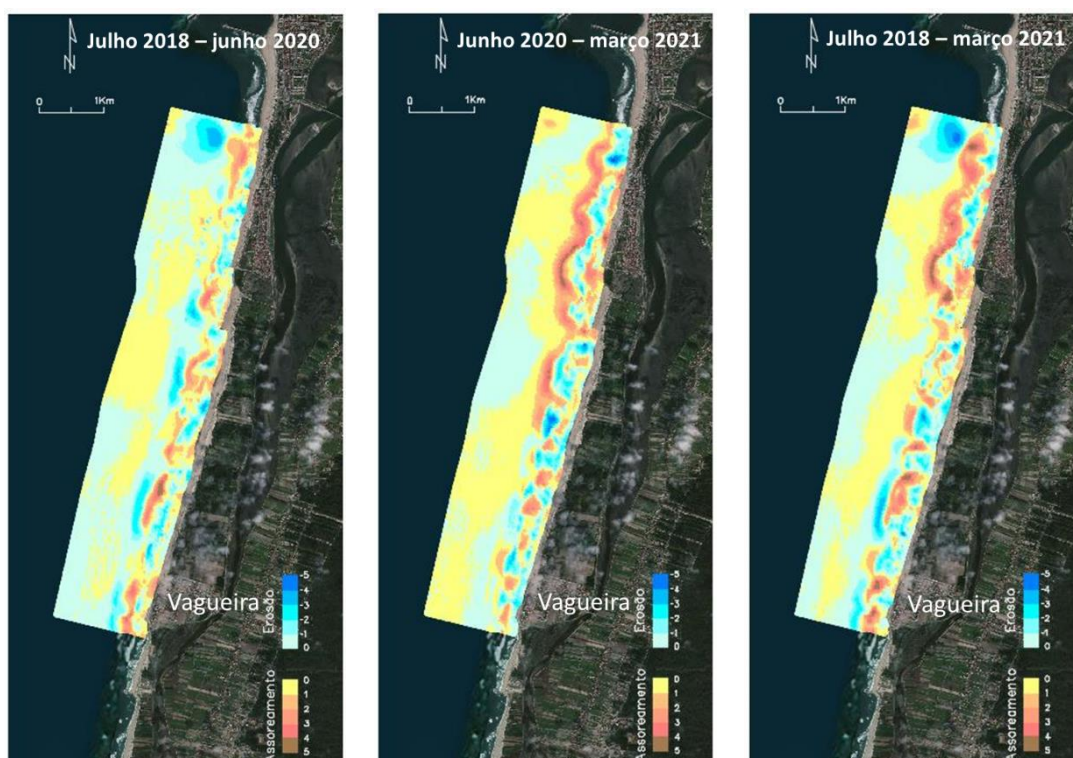 Julho 2018 – junho 2020
N
0 1Km
Vagueira
Erosão
-5
-4
-3
-2
-1
0
Assoreamento
0
1
2
3
4
5
Junho 2020 – março 2021
N
0 1Km
Vagueira
Erosão
-5
-4
-3
-2
-1
0
Assoreamento
0
1
2
3
4
5
Julho 2018 – março 2021
N
0 1Km
Vagueira
Erosão
-5
-4
-3
-2
-1
0
Assoreamento
0
1
2
3
4
5